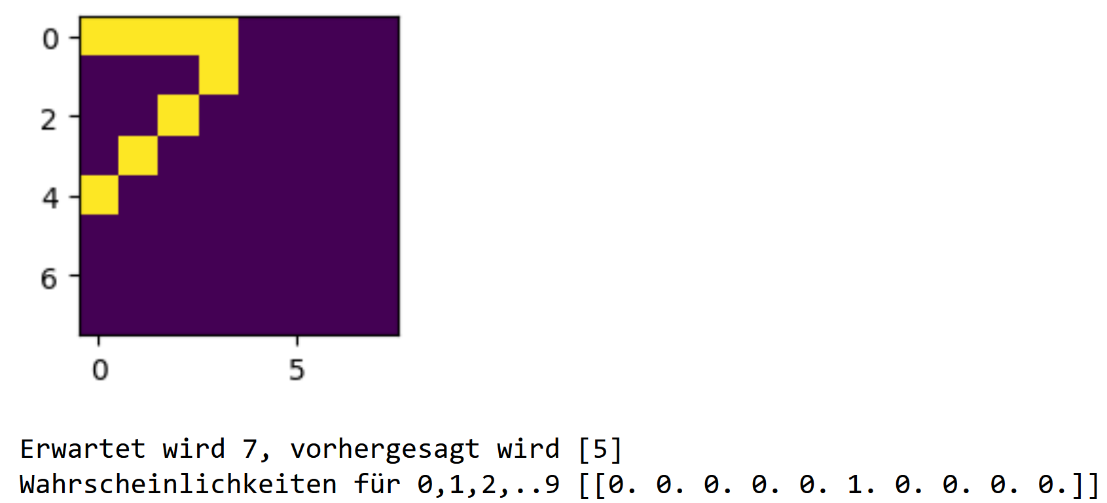 0
2
4
6
0 5
Erwartet wird 7, vorhergesagt wird [5]
Wahrscheinlichkeiten für 0,1,2,..9 [[0. 0. 0. 0. 0. 1. 0. 0. 0. 0.]]